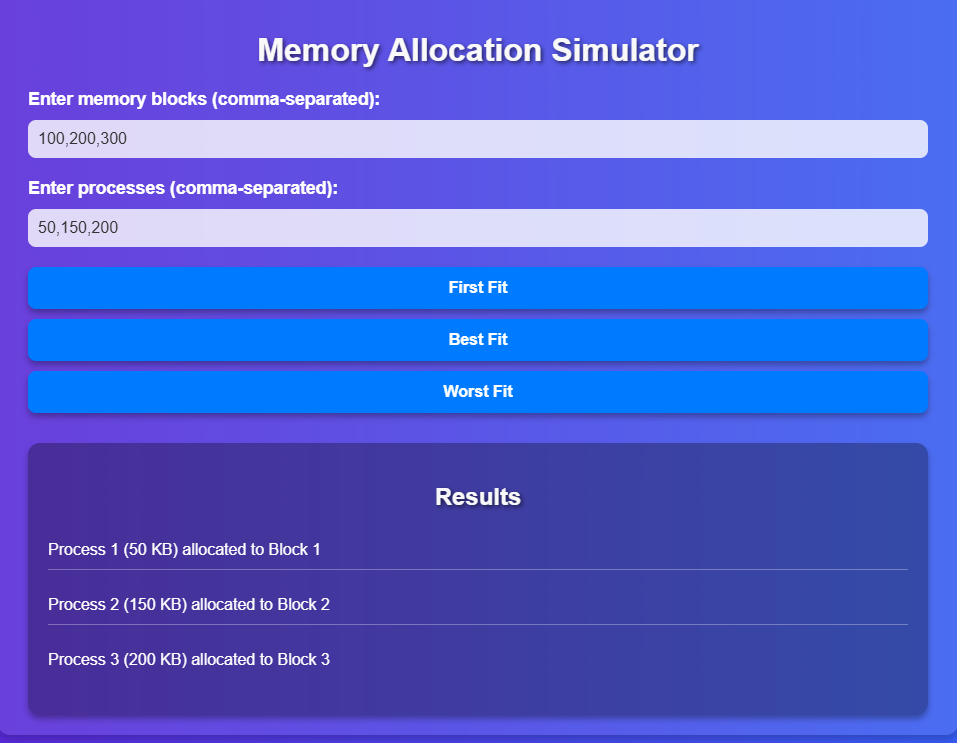 Memory Allocation Simulator
Enter memory blocks (comma-separated):
100,200,300
Enter processes (comma-separated):
50,150,200
First Fit
Best Fit
Worst Fit
Results
Process 1 (50 KB) allocated to Block 1
Process 2 (150 KB) allocated to Block 2
Process 3 (200 KB) allocated to Block 3